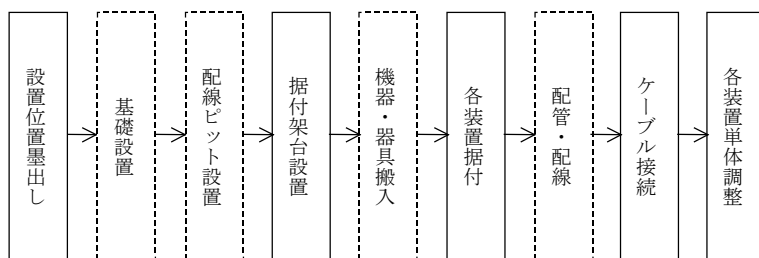 設置位置墨出し
基礎設置
配線ピット設置
据付架台設置
機器・器具搬入
各装置据付
配管・配線
ケーブル接続
各装置単体調整